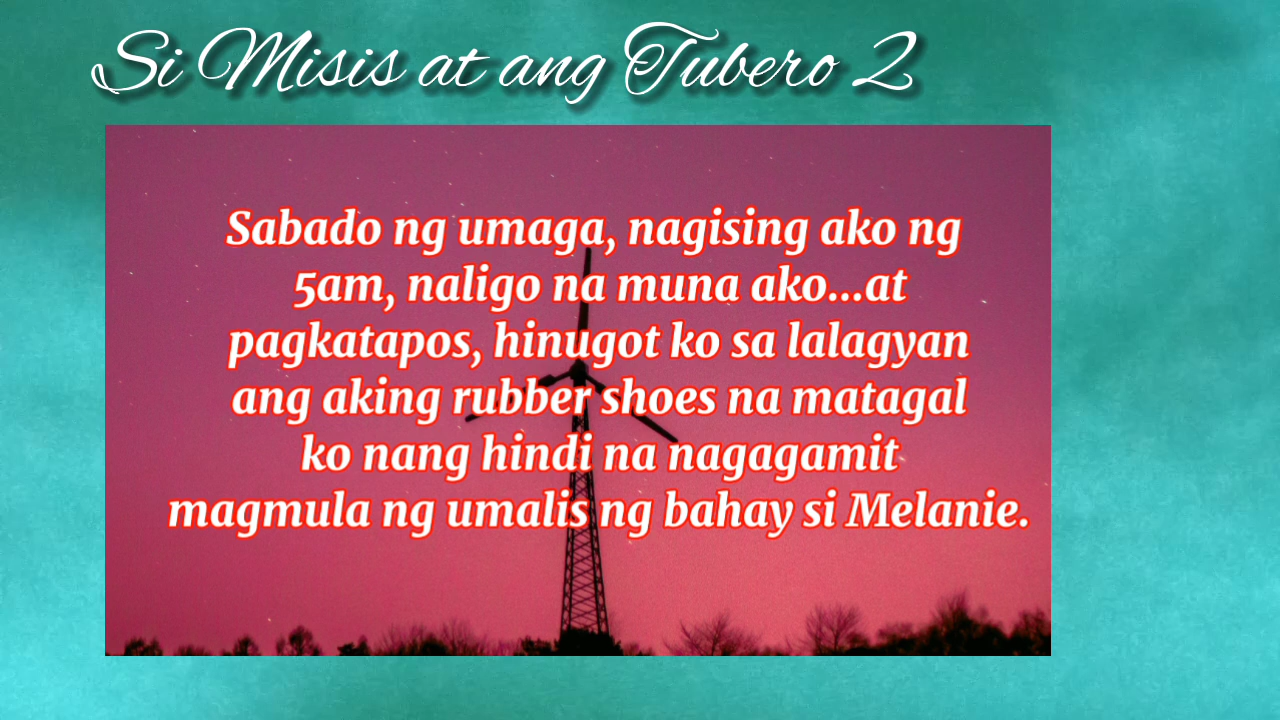 Si Misis at ang Tubero 2
Sabado ng umaga, nagising ako ng
5am, naligo na muna ako...at
pagkatapos, hinugot ko sa lalagyan
ang aking rubber shoes na matagal
ko nang hindi na nagagamit
magmula ng umalis ng bahay si Melanie.